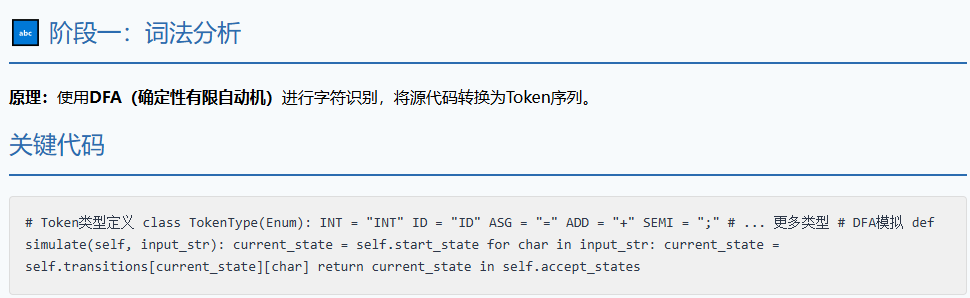 abc 阶段一：词法分析
原理：使用DFA（确定性有限自动机）进行字符识别，将源代码转换为Token序列。
关键代码
# Token类型定义 class TokenType(Enum): INT = "INT" ID = "ID" ASG = "=" ADD = "+" SEMI = ";" # ... 更多类型 # DFA模拟 def
simulate(self, input_str): current_state = self.start_state for char in input_str: current_state =
self.transitions[current_state][char] return current_state in self.accept_states